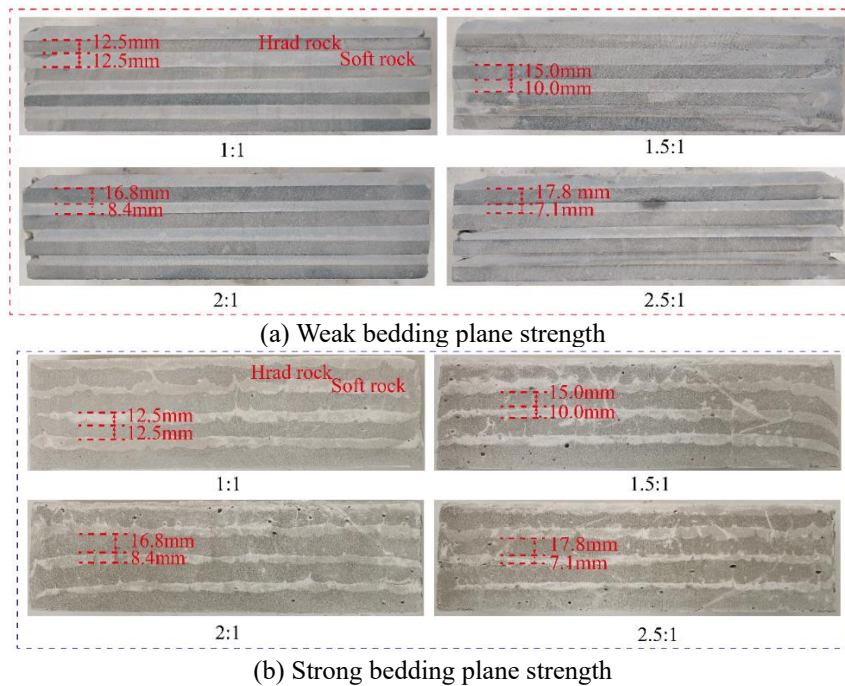 12.5mm
12.5mm
Hrad rock
Soft rock
1:1
15.0mm
10.0mm
1.5:1
16.8mm
8.4mm
2:1
17.8 mm
7.1mm
2.5:1
(a) Weak bedding plane strength
Hrad rock
Soft rock
12.5mm
12.5mm
1:1
15.0mm
10.0mm
1.5:1
16.8mm
8.4mm
2:1
17.8mm
7.1mm
2.5:1
(b) Strong bedding plane strength